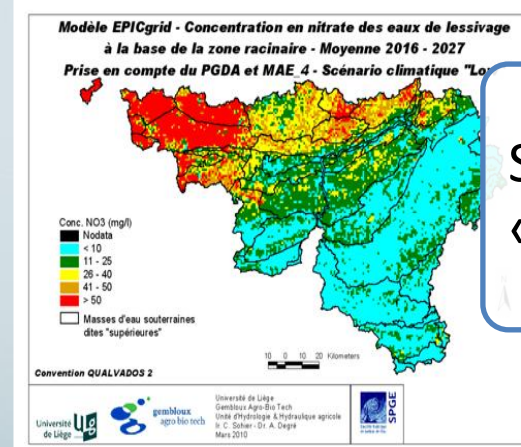 Modèle EPICgrid - Concentration en nitrate des eaux de lessivage
à la base de la zone racinaire - Moyenne 2016 - 2027
Prise en compte du PGDA et MAE_4 - Scénario climatique
S
«
Conc. NO3 (mg/l)
Nodata
< 10
11 - 25
26 - 40
41 - 50
> 50
Masses d'eau souterraines
dites "supérieures"
10 0 10 20 Kilometers
Convention QUALVADOS 2
Université
de Liège
gembloux
agro bio tech
Université de Liège
Gembloux Agro-Bio Tech
Unité d'Hydrologie & Hydraulique agricole
Ir. C. Sohier - Dr. A. Degré
Mars 2010
SPGE